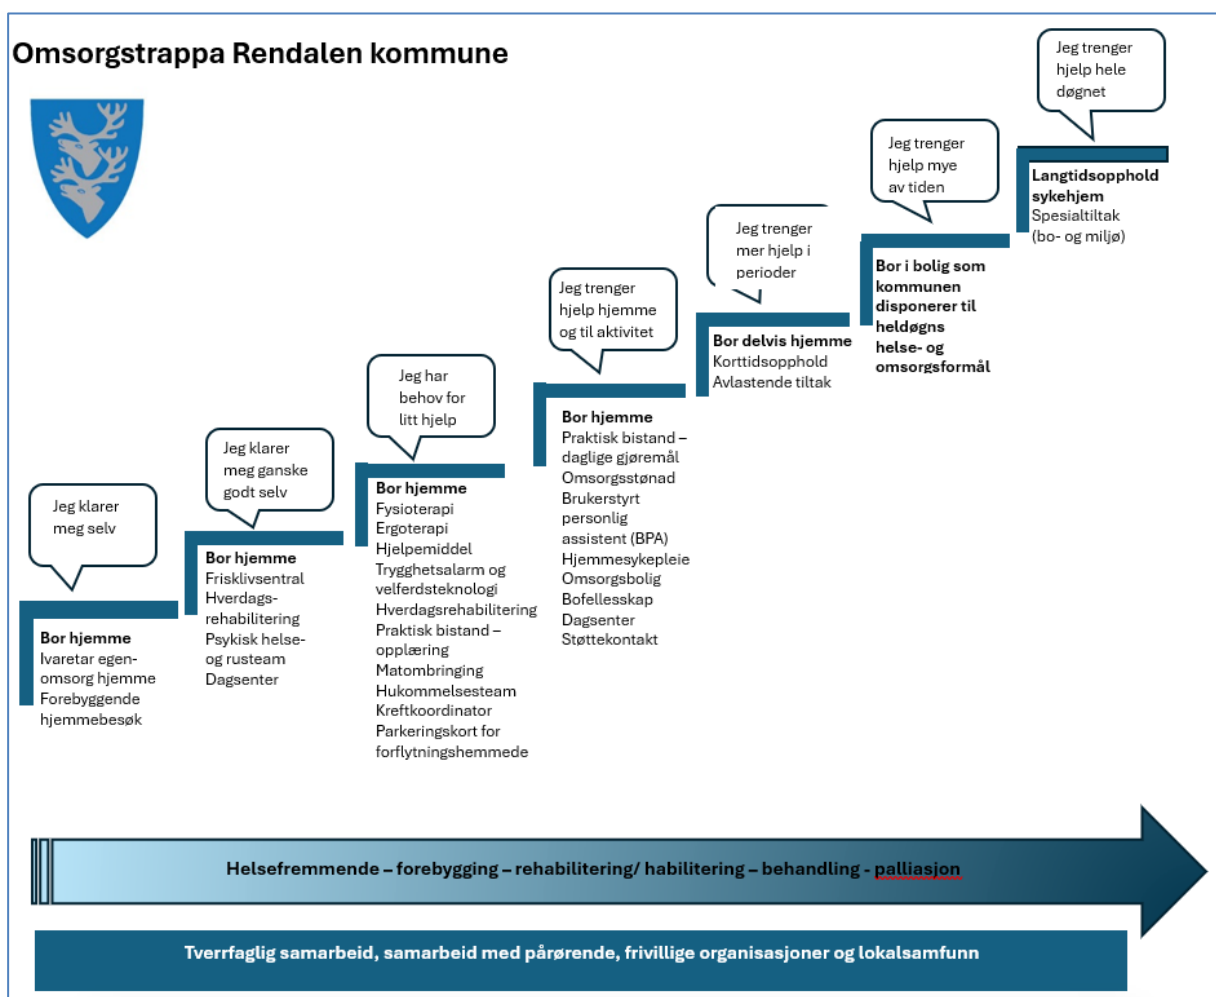 Omsorgstrappa Rendalen kommune
Jeg klarer
meg selv
Bor hjemme
Ivaretar egen-
omsorg hjemme
Forebyggende
hjemmebesøk
Jeg klarer
meg ganske
godt selv
Bor hjemme
Frisklivsentral
Hverdags-
rehabilitering
Psykisk helse-
og rusteam
Dagsenter
Jeg har
behov for
litt hjelp
Bor hjemme
Fysioterapi
Ergoterapi
Hjelpemiddel
Trygghetsalarm og
velferdsteknologi
Hverdagsrehabilitering
Praktisk bistand –
opplæring
Matombringing
Hukommelsesteam
Kreftkoordinator
Parkeringskort for
forflytningshemmede
Jeg trenger
hjelp hjemme
og til aktivitet
Bor hjemme
Praktisk bistand –
daglige gjøremål
Omsorgsstønad
Brukerstyrt
personlig
assistent (BPA)
Hjemmesykepleie
Omsorgsbolig
Bofellesskap
Dagsenter
Støttekontakt
Jeg trenger
mer hjelp i
perioder
Bor delvis hjemme
Korttidsopphold
Avlastende tiltak
Jeg trenger
hjelp mye
av tiden
Bor i bolig som
kommunen
disponerer til
heldøgns
helse- og
omsorgsformål
Jeg trenger
hjelp hele
døgnet
Langtidsopphold
sykehjem
Spesialtiltak
(bo- og miljø)
Helsefremmende – forebygging – rehabilitering/ habilitering – behandling - palliasjon
Tverrfaglig samarbeid, samarbeid med pårørende, frivillige organisasjoner og lokalsamfunn